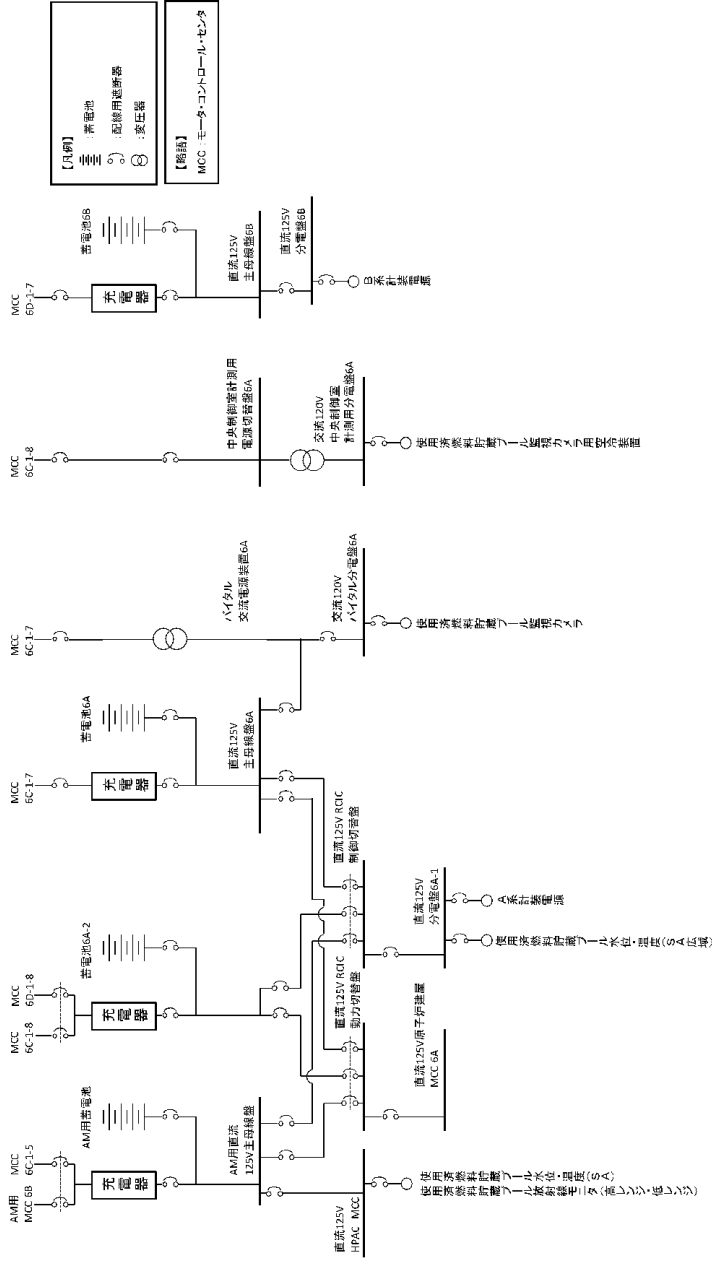 【凡例】
：蓄電池
：配線用遮断器
：変圧器
【略語】
MCC：モータ・コントロール・センタ
AM用
MCC 6B
MCC
6C-1-5
MCC
6C-1-8
MCC
6D-1-8
MCC
6C-1-7
MCC
6C-1-7
MCC
6C-1-8
MCC
6D-1-7
充電器
AM用蓄電池
充電器
蓄電池6A-2
充電器
蓄電池6A
充電器
蓄電池6B
AM用直流
125V主母線盤
直流125V
主母線盤6A
バイタル
交流電源装置6A
中央制御室計測用
電源切替盤6A
直流125V
主母線盤6B
直流125V
HPAC MCC
直流125V RCIC
動力切替盤
直流125V RCIC
制御切替盤
交流120V
バイタル分電盤6A
交流120V
中央制御室
計測用分電盤6A
直流125V
分電盤6B
直流125V原子炉建屋
MCC 6A
直流125V
分電盤6A-1
使用済燃料貯蔵プール水位・温度(SA)
使用済燃料貯蔵プール放射線モニタ(高レンジ・低レンジ)
使用済燃料貯蔵プール水位・温度(SA広域)
A系計装電源
使用済燃料貯蔵プール監視カメラ
使用済燃料貯蔵プール監視カメラ用空冷装置
B系計装電源